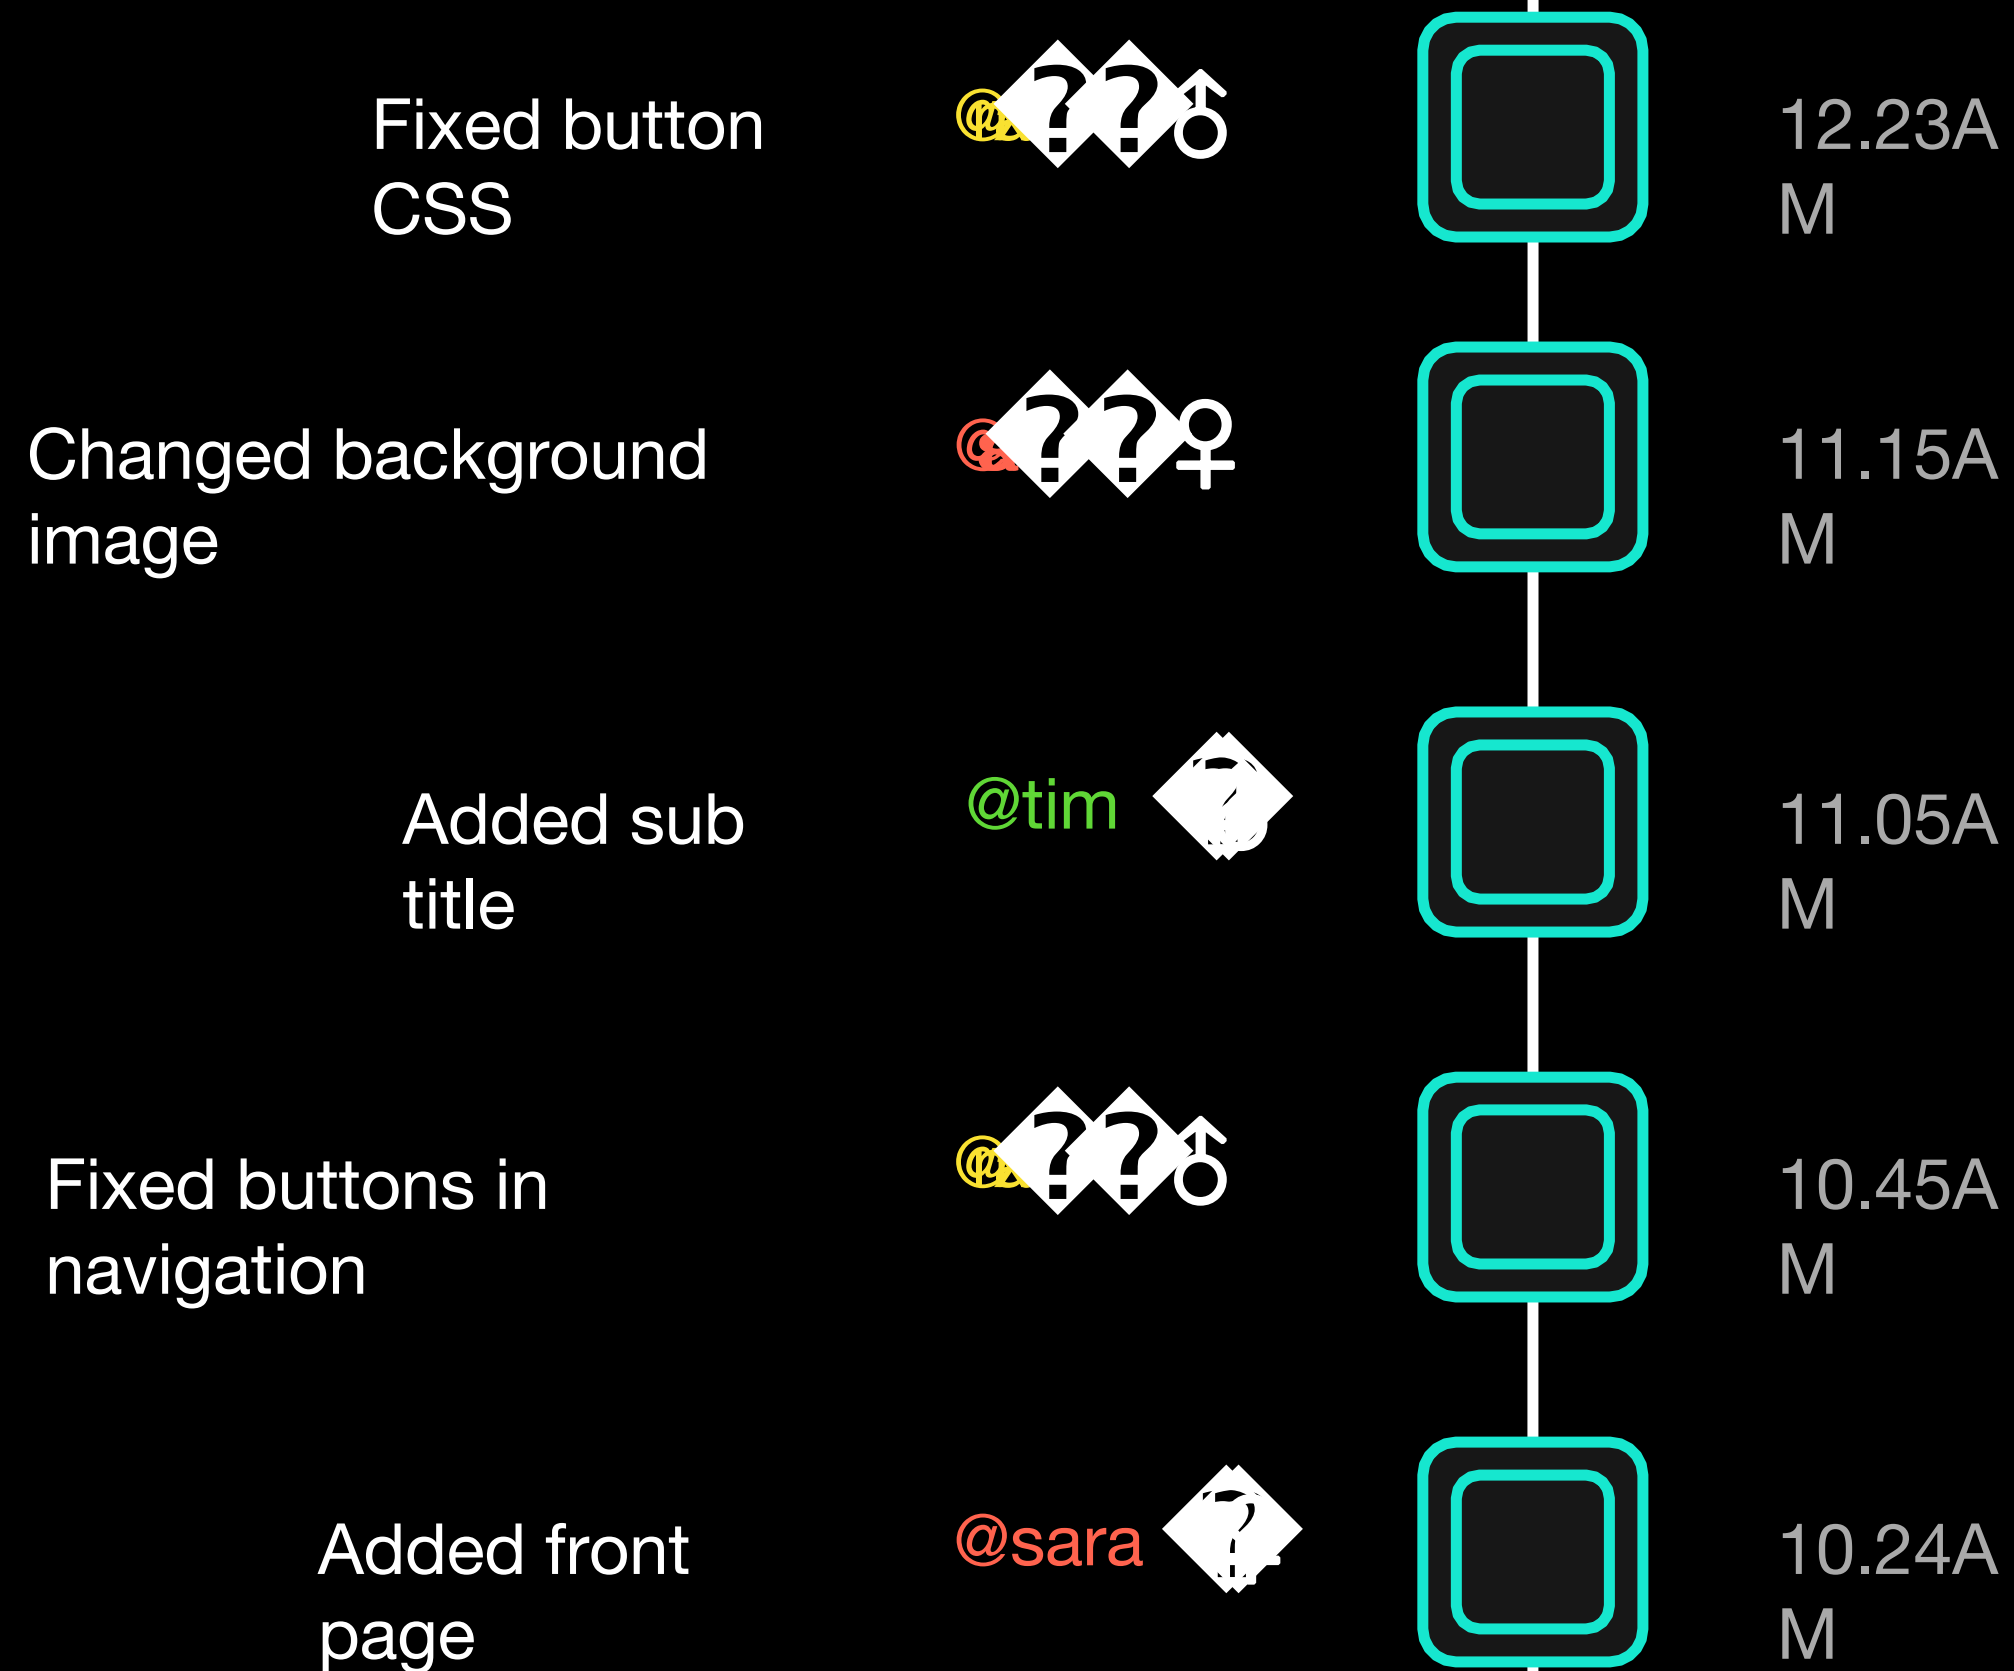 Fixed button
CSS
12.23A
M
Changed background
image
11.15A
M
Added sub
title
@tim
11.05A
M
Fixed buttons in
navigation
10.45A
M
Added front
page
@sara
10.24A
M